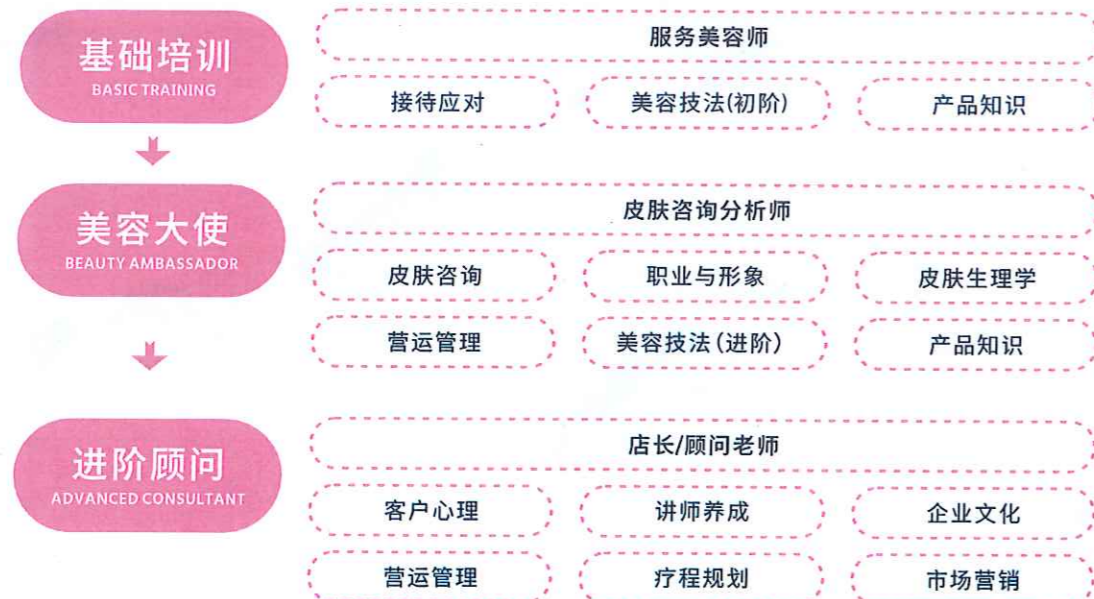 基础培训
BASIC TRAINING
服务美容师
接待应对 美容技法(初阶) 产品知识
美容大使
BEAUTY AMBASSADOR
皮肤咨询分析师
皮肤咨询 职业与形象 皮肤生理学
营运管理 美容技法(进阶) 产品知识
进阶顾问
ADVANCED CONSULTANT
店长/顾问老师
客户心理 讲师养成 企业文化
营运管理 疗程规划 市场营销